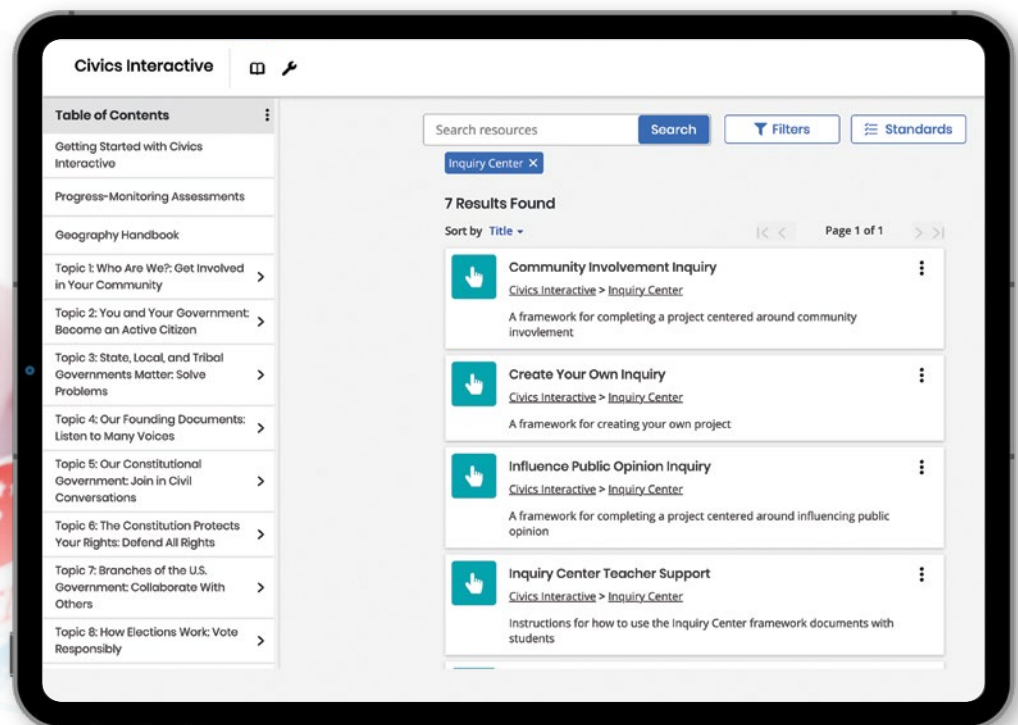 Civics Interactive
Table of Contents
Getting Started with Civics
Interactive
Progress-Monitoring Assessments
Geography Handbook
Topic 1: Who Are We?: Get Involved
in Your Community
Topic 2: You and Your Government:
Become an Active Citizen
Topic 3: State, Local, and Tribal
Governments Matter: Solve
Problems
Topic 4: Our Founding Documents:
Listen to Many Voices
Topic 5: Our Constitutional
Government: Join in Civil
Conversations
Topic 6: The Constitution Protects
Your Rights: Defend All Rights
Topic 7: Branches of the U.S.
Government: Collaborate With
Others
Topic 8: How Elections Work: Vote
Responsibly
Search resources
Search
Filters
Standards
Inquiry Center X
7 Results Found
Sort by Title
Page 1 of 1
Community Involvement Inquiry
Civics Interactive > Inquiry Center
A framework for completing a project centered around community
invovlement
Create Your Own Inquiry
Civics Interactive > Inquiry Center
A framework for creating your own project
Influence Public Opinion Inquiry
Civics Interactive > Inquiry Center
A framework for completing a project centered around influencing public
opinion
Inquiry Center Teacher Support
Civics Interactive > Inquiry Center
Instructions for how to use the Inquiry Center framework documents with
students